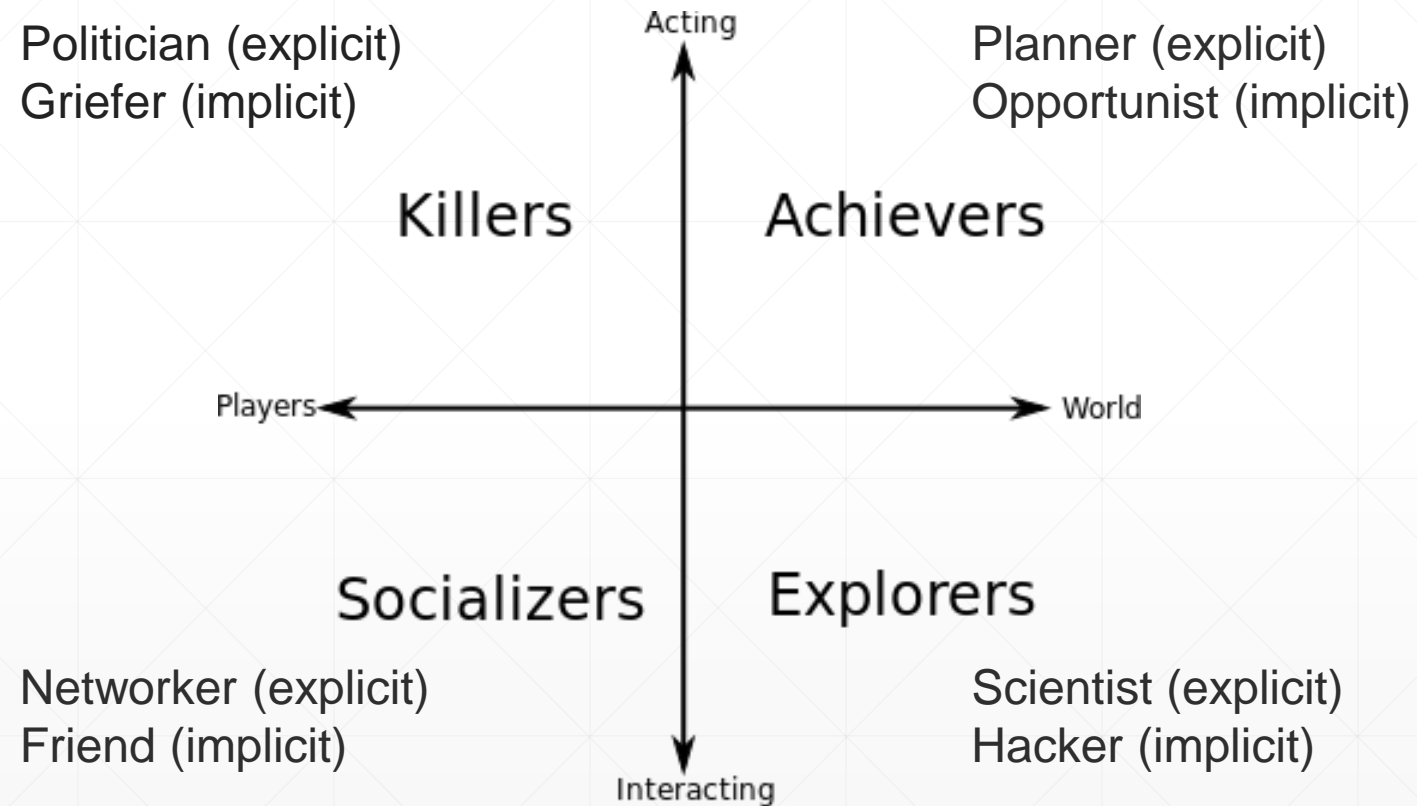 Acting
Politician (explicit)
Griefer (implicit)
Planner (explicit)
Opportunist (implicit)
Killers
Achievers
Players
World
Socializers
Explorers
Networker (explicit)
Friend (implicit)
Scientist (explicit)
Hacker (implicit)
Interacting